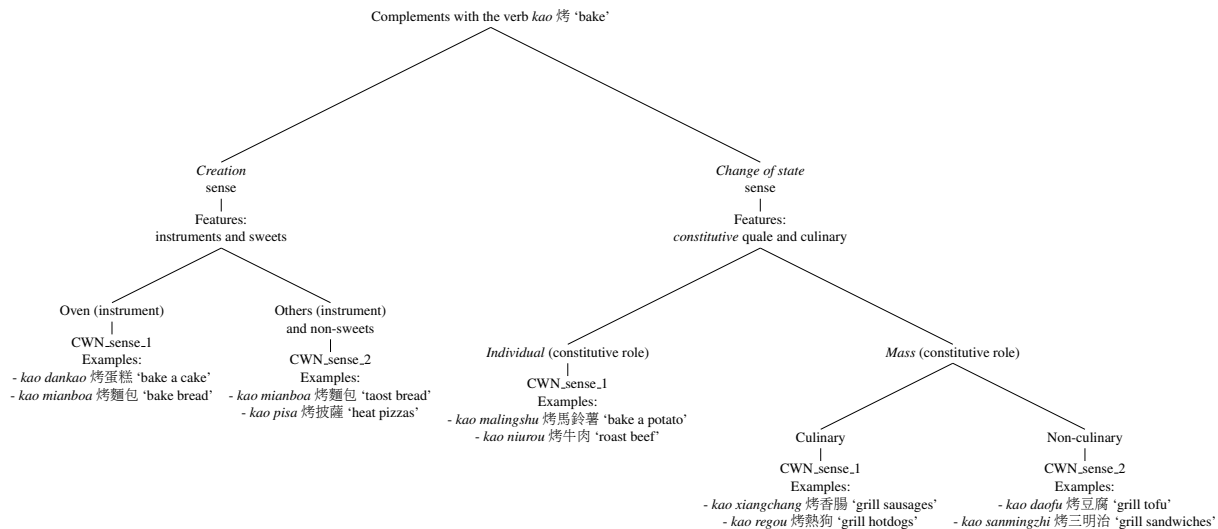 Complements with the verb kao 烤 ‘bake’
Creation
sense
Features:
instruments and sweets
Oven (instrument)
CWN_sense_1
Examples:
- kao dankao 烤蛋糕 ‘bake a cake’
- kao mianboa 烤麵包 ‘bake bread’
Others (instrument)
and non-sweets
CWN_sense_2
Examples:
- kao mianboa 烤麵包 ‘taost bread’
- kao pisa 烤披薩 ‘heat pizzas’
Change of state
sense
Features:
constitutive quale and culinary
Individual (constitutive role)
CWN_sense_1
Examples:
- kao malingshu 烤馬鈴薯 ‘bake a potato’
- kao niurou 烤牛肉 ‘roast beef’
Mass (constitutive role)
Culinary
CWN_sense_1
Examples:
- kao xiangchang 烤香腸 ‘grill sausages’
- kao regou 烤熱狗 ‘grill hotdogs’
Non-culinary
CWN_sense_2
Examples:
- kao daofu 烤豆腐 ‘grill tofu’
- kao sanmingzhi 烤三明治 ‘grill sandwiches’